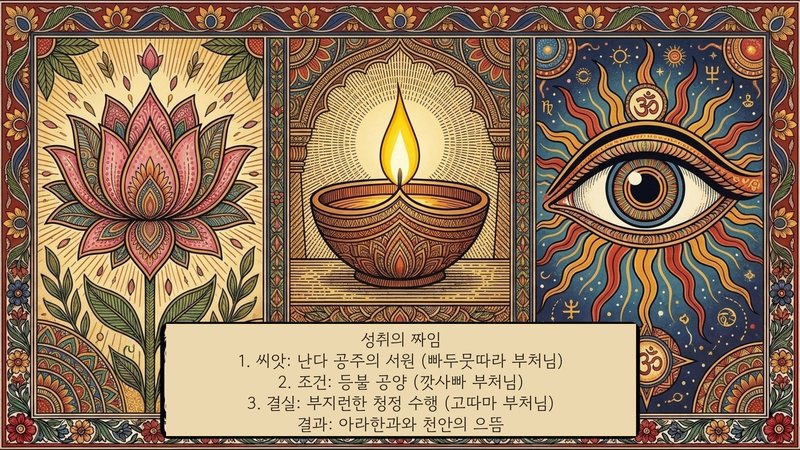 성취의 짜임
1. 씨앗: 난다 공주의 서원 (빠두뭇따라 부처님)
2. 조건: 등불 공양 (깟사빠 부처님)
3. 결실: 부지런한 청정 수행 (고따마 부처님)
결과: 아라한과와 천안의 으뜸